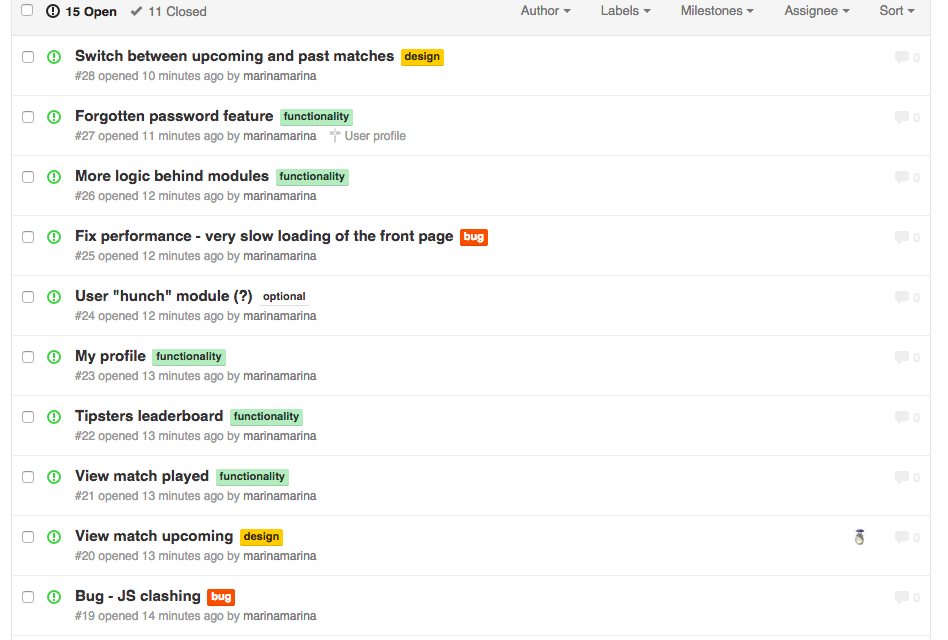 15 Open 11 Closed Author Labels Milestones Assignee Sort
Switch between upcoming and past matches design 0
#28 opened 10 minutes ago by marinamarina
Forgotten password feature functionality 0
#27 opened 11 minutes ago by marinamarina User profile
More logic behind modules functionality 0
#26 opened 12 minutes ago by marinamarina
Fix performance - very slow loading of the front page bug 0
#25 opened 12 minutes ago by marinamarina
User "hunch" module (?) optional 0
#24 opened 12 minutes ago by marinamarina
My profile functionality 0
#23 opened 13 minutes ago by marinamarina
Tipsters leaderboard functionality 0
#22 opened 13 minutes ago by marinamarina
View match played functionality 0
#21 opened 13 minutes ago by marinamarina
View match upcoming design 0
#20 opened 13 minutes ago by marinamarina
Bug - JS clashing bug 0
#19 opened 14 minutes ago by marinamarina